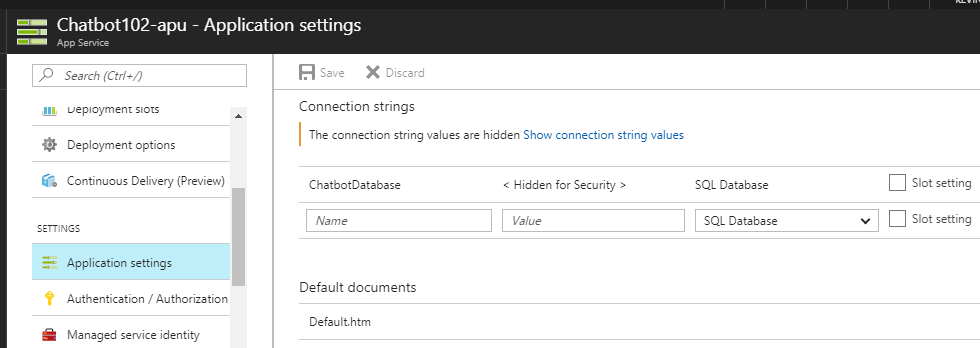 Chatbot102-apu - Application settings
App Service
Search (Ctrl+/)
Deployment slots
Deployment options
Continuous Delivery (Preview)
SETTINGS
Application settings
Authentication / Authorization
Managed service identity
Save
Discard
Connection strings
The connection string values are hidden Show connection string values
ChatbotDatabase
< Hidden for Security >
SQL Database
Slot setting
Name
Value
SQL Database
Slot setting
Default documents
Default.htm